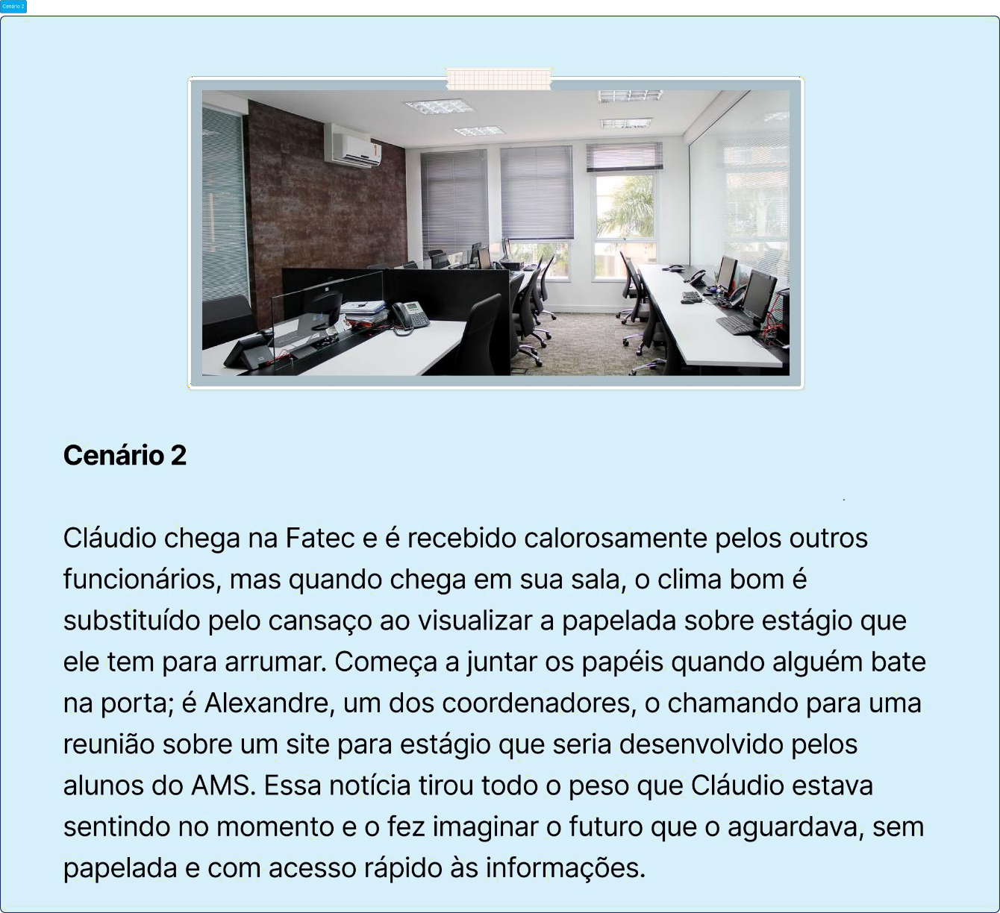 Cenário 2
Cenário 2
Cláudio chega na Fatec e é recebido calorosamente pelos outros
funcionários, mas quando chega em sua sala, o clima bom é
substituído pelo cansaço ao visualizar a papelada sobre estágio que
ele tem para arrumar. Começa a juntar os papéis quando alguém bate
na porta; é Alexandre, um dos coordenadores, o chamando para uma
reunião sobre um site para estágio que seria desenvolvido pelos
alunos do AMS. Essa notícia tirou todo o peso que Cláudio estava
sentindo no momento e o fez imaginar o futuro que o aguardava, sem
papelada e com acesso rápido às informações.